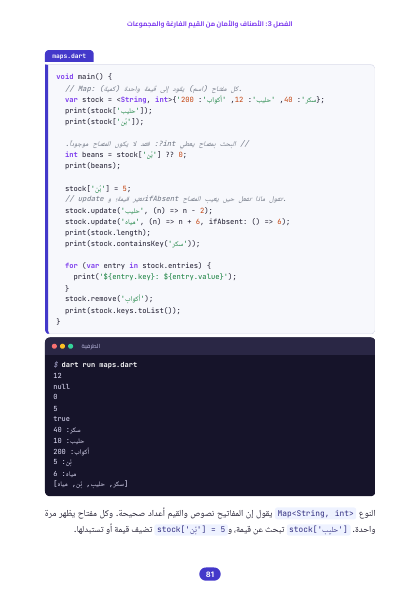 الفصل 3: الأصناف والأمان من القيم الفارغة والمجموعات
maps.dart
void main() {
// Map: كل مفتاح (اسم) يقود إلى قيمة واحدة (كمية).
var stock = <String, int>{'سكر': 40, 'حليب': 12, 'أكواب': 200};
print(stock['حليب']);
print(stock['بُن']);
// البحث بمفتاح يعطي int?: فقد لا يكون المفتاح موجوداً.
int beans = stock['بُن'] ?? 0;
print(beans);
stock['بُن'] = 5;
// update تغيّر قيمة، و ifAbsent تقول ماذا تفعل حين يغيب المفتاح.
stock.update('حليب', (n) => n - 2);
stock.update('مياه', (n) => n + 6, ifAbsent: () => 6);
print(stock.length);
print(stock.containsKey('سكر'));
for (var entry in stock.entries) {
print('${entry.key}: ${entry.value}');
}
stock.remove('أكواب');
print(stock.keys.toList());
}
الطرفية
$ dart run maps.dart
12
null
0
5
true
سكر: 40
حليب: 10
أكواب: 200
بُن: 5
مياه: 6
[سكر, حليب, بُن, مياه]
النوع Map<String, int> يقول إن المفاتيح نصوص والقيم أعداد صحيحة. وكل مفتاح يظهر مرة
واحدة. stock['حليب'] تبحث عن قيمة، و stock['بُن'] = 5 تضيف قيمة أو تستبدلها.
81